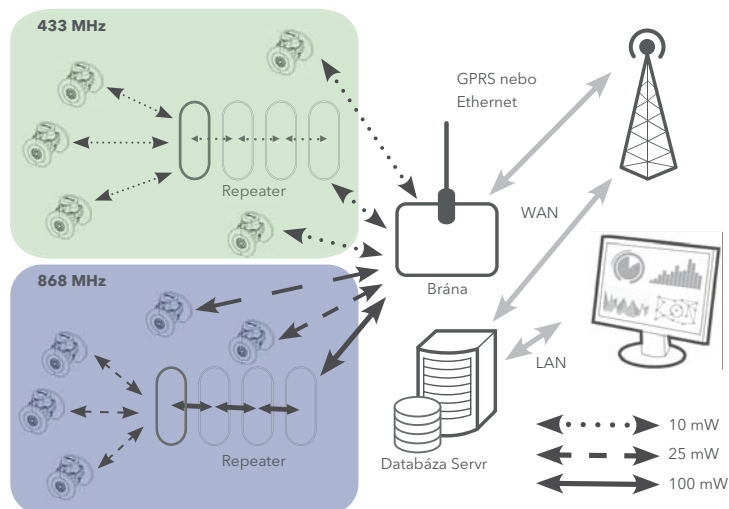 433 MHz
GPRS nebo
Ethernet
Repeater
WAN
Brána
868 MHz
LAN
Repeater
Databáza Servr
10 mW
25 mW
100 mW